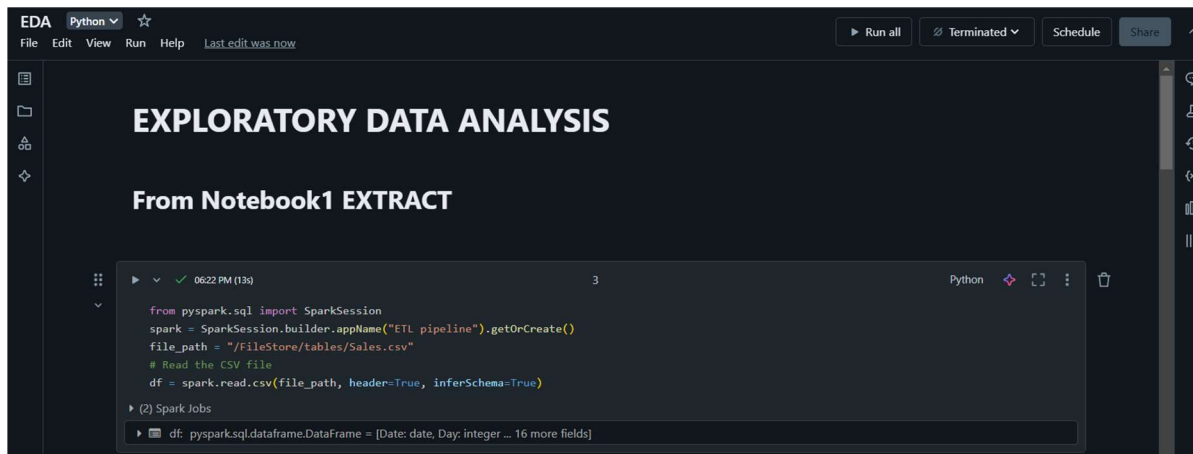 EDA Python
File Edit View Run Help Last edit was now
Run all Terminated Schedule Share
EXPLORATORY DATA ANALYSIS
From Notebook1 EXTRACT
06:22 PM (13s) 3 Python
from pyspark.sql import SparkSession
spark = SparkSession.builder.appName("ETL pipeline").getOrCreate()
file_path = "/FileStore/tables/Sales.csv"
# Read the CSV file
df = spark.read.csv(file_path, header=True, inferSchema=True)
(2) Spark Jobs
df: pyspark.sql.dataframe.DataFrame = [Date: date, Day: integer ... 16 more fields]